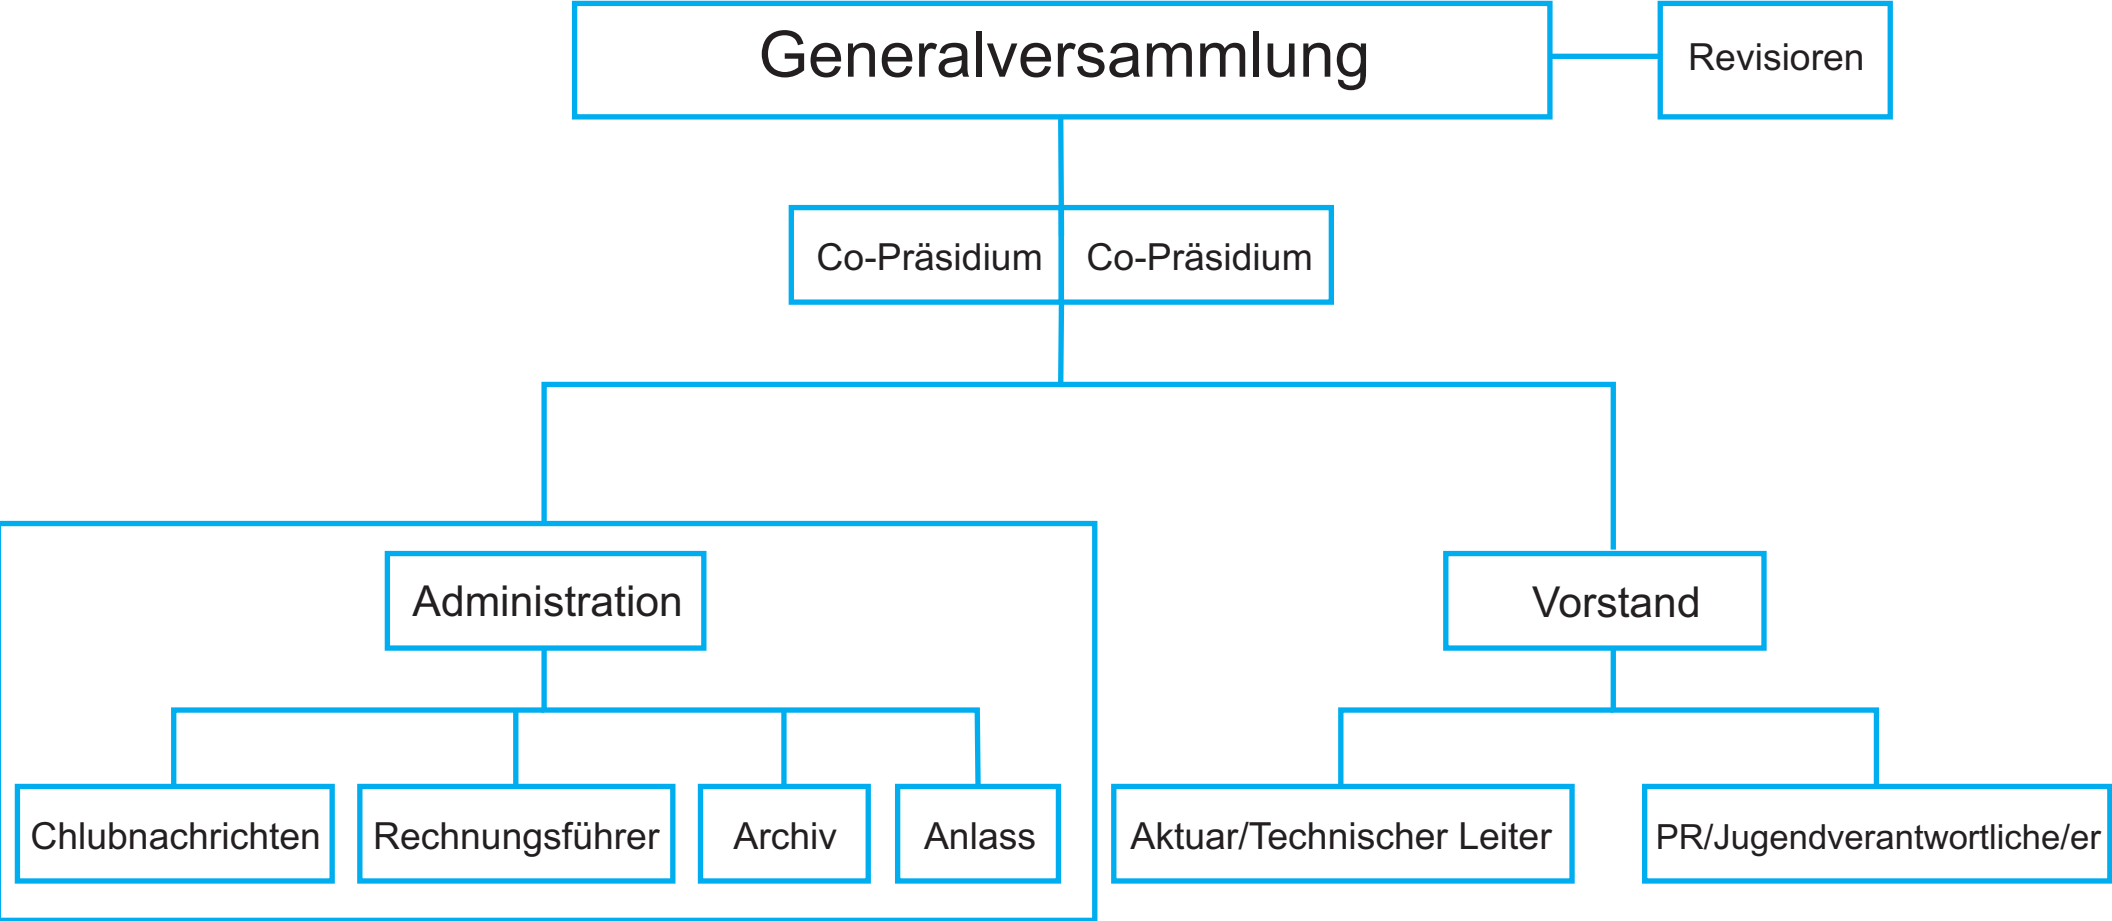 Generalversammlung
Revisioren
Co-Präsidium
Co-Präsidium
Administration
Vorstand
Chlubnachrichten
Rechnungsführer
Archiv
Anlass
Aktuar/Technischer Leiter
PR/Jugendverantwortliche/er